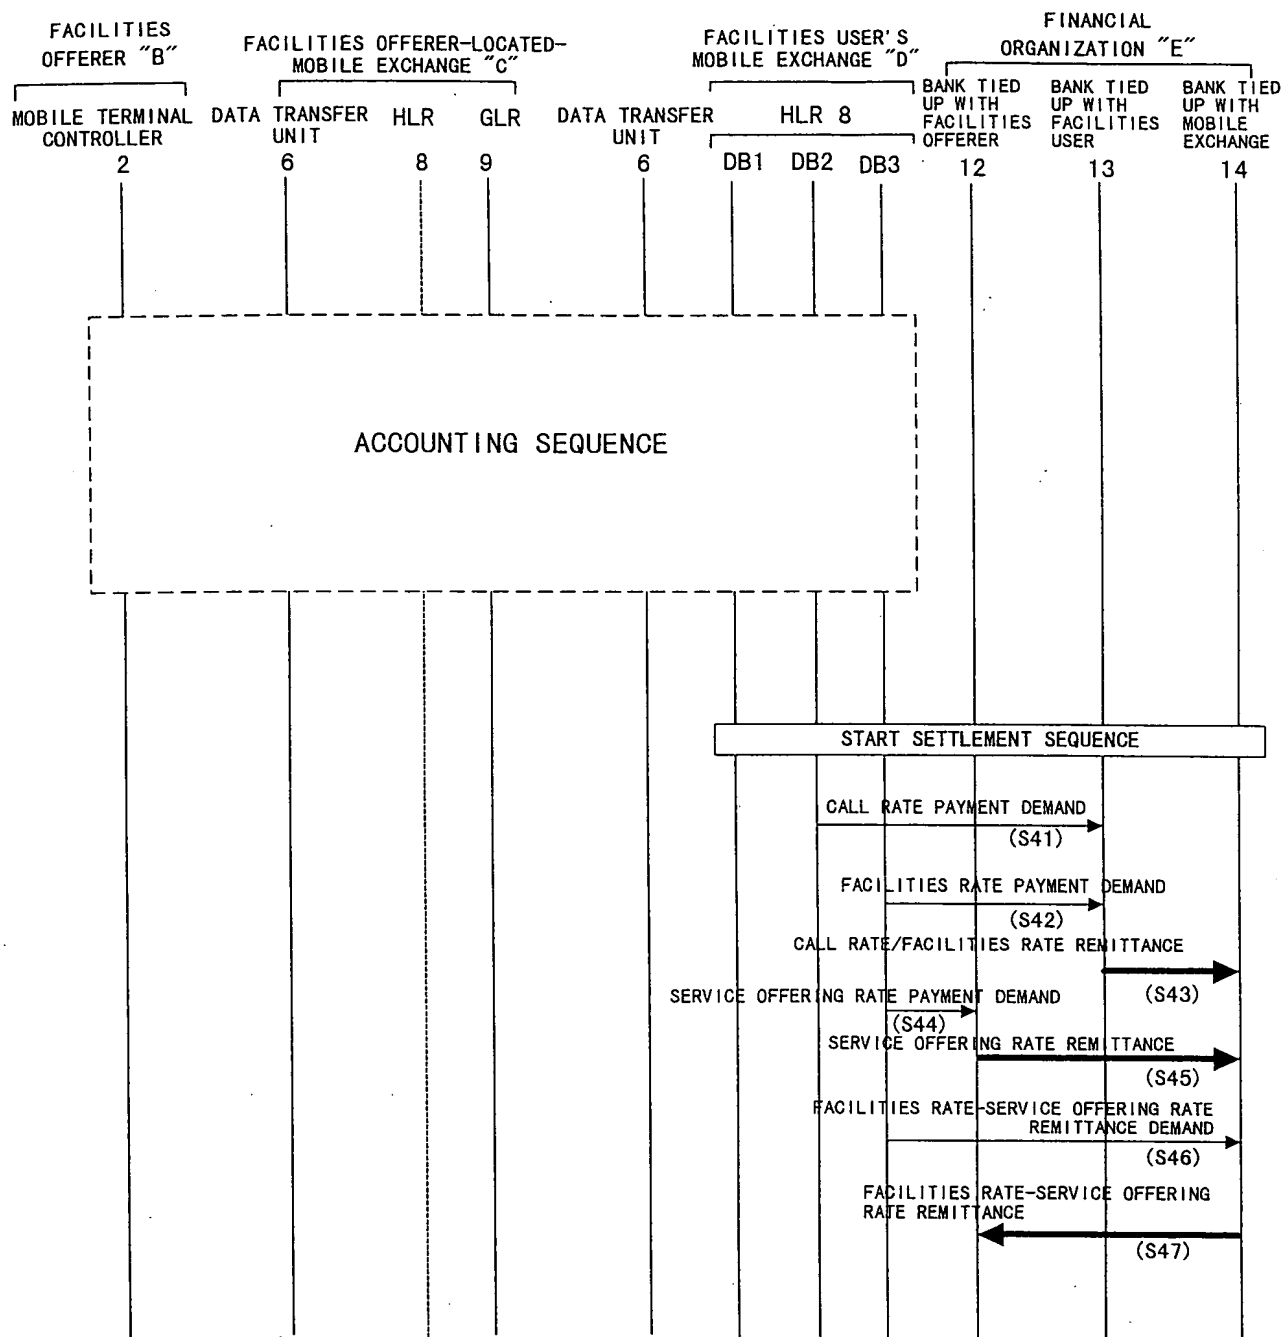 FACILITIES
OFFERER "B"
FACILITIES OFFERER-LOCATED-
MOBILE EXCHANGE "C"
FACILITIES USER'S
MOBILE EXCHANGE "D"
FINANCIAL
ORGANIZATION "E"
MOBILE TERMINAL
CONTROLLER
2
DATA TRANSFER
UNIT
6
HLR
8
GLR
9
DATA TRANSFER
UNIT
6
HLR 8
DB1
DB2
DB3
BANK TIED
UP WITH
FACILITIES
OFFERER
12
BANK TIED
UP WITH
FACILITIES
USER
13
BANK TIED
UP WITH
MOBILE
EXCHANGE
14
ACCOUNTING SEQUENCE
START SETTLEMENT SEQUENCE
CALL RATE PAYMENT DEMAND
(S41)
FACILITIES RATE PAYMENT DEMAND
(S42)
CALL RATE/FACILITIES RATE REMITTANCE
(S43)
SERVICE OFFERING RATE PAYMENT DEMAND
(S44)
SERVICE OFFERING RATE REMITTANCE
(S45)
FACILITIES RATE-SERVICE OFFERING RATE
REMITTANCE DEMAND
(S46)
FACILITIES RATE-SERVICE OFFERING
RATE REMITTANCE
(S47)